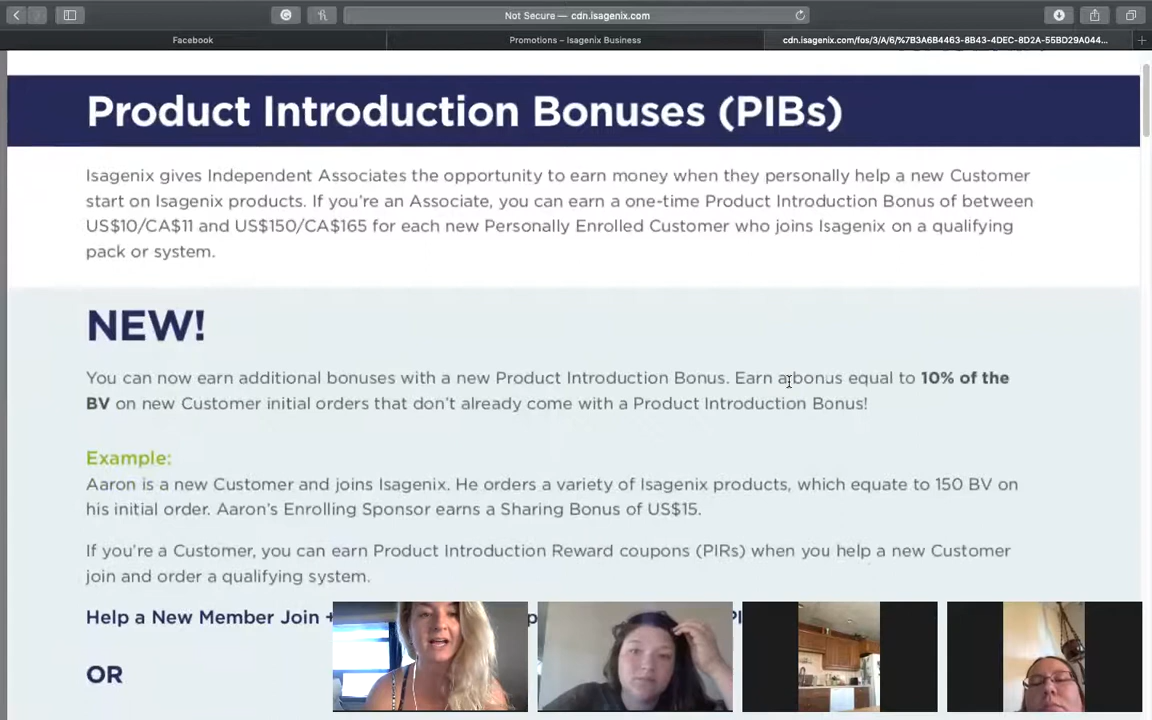 Not Secure — cdn.isagenix.com
Facebook
Promotions – Isagenix Business
cdn.isagenix.com/fos/3/A/6/%7B3A6B4463-8B43-4DEC-8D2A-55BD29A044...
Product Introduction Bonuses (PIBs)
Isagenix gives Independent Associates the opportunity to earn money when they personally help a new Customer
start on Isagenix products. If you’re an Associate, you can earn a one-time Product Introduction Bonus of between
US$10/CA$11 and US$150/CA$165 for each new Personally Enrolled Customer who joins Isagenix on a qualifying
pack or system.
NEW!
You can now earn additional bonuses with a new Product Introduction Bonus. Earn a bonus equal to 10% of the
BV on new Customer initial orders that don’t already come with a Product Introduction Bonus!
Example:
Aaron is a new Customer and joins Isagenix. He orders a variety of Isagenix products, which equate to 150 BV on
his initial order. Aaron’s Enrolling Sponsor earns a Sharing Bonus of US$15.
If you’re a Customer, you can earn Product Introduction Reward coupons (PIRs) when you help a new Customer
join and order a qualifying system.
Help a New Member Join +
OR